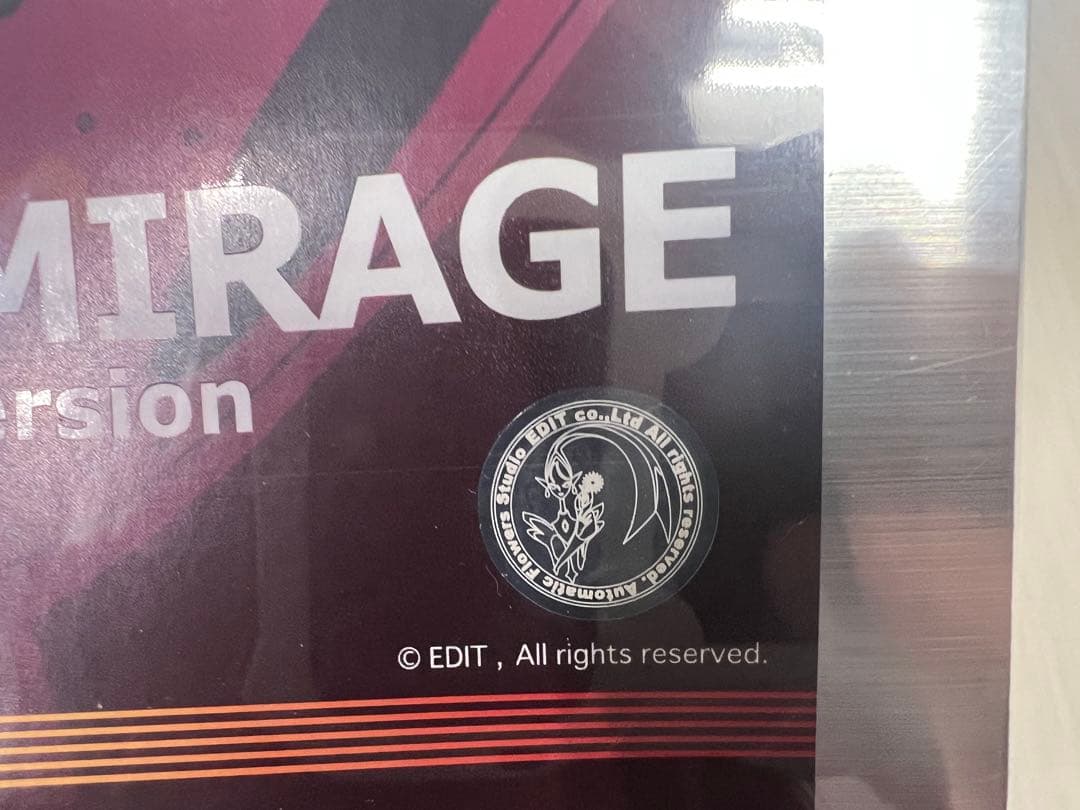 MIRAGE
ersion
EDIT co.,Ltd All rights reserved. Automatic Flowers Studio
© EDIT , All rights reserved.